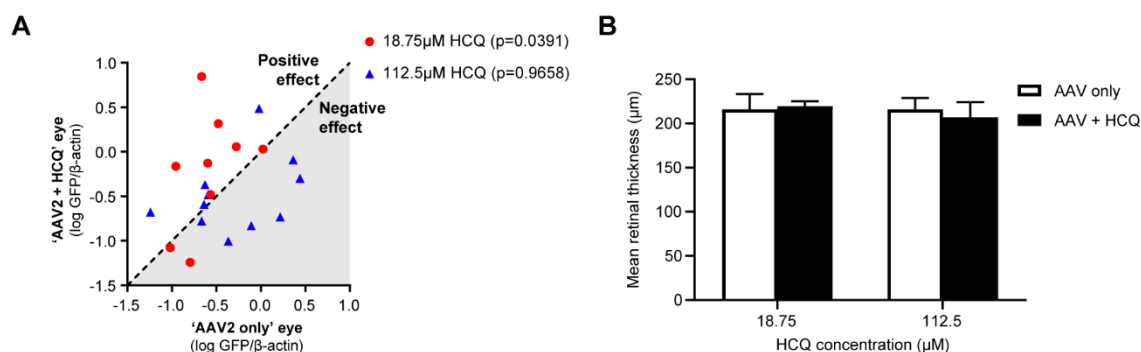 A
18.75µM HCQ (p=0.0391)
112.5µM HCQ (p=0.9658)
Positive
effect
Negative
effect
1.0
0.5
0.0
-0.5
-1.0
-1.5
'AAV2 + HCQ' eye
(log GFP/β-actin)
-1.5 -1.0 -0.5 0.0 0.5 1.0
'AAV2 only' eye
(log GFP/β-actin)
B
AAV only
AAV + HCQ
250
200
150
100
50
0
Mean retinal thickness (µm)
18.75 112.5
HCQ concentration (µM)